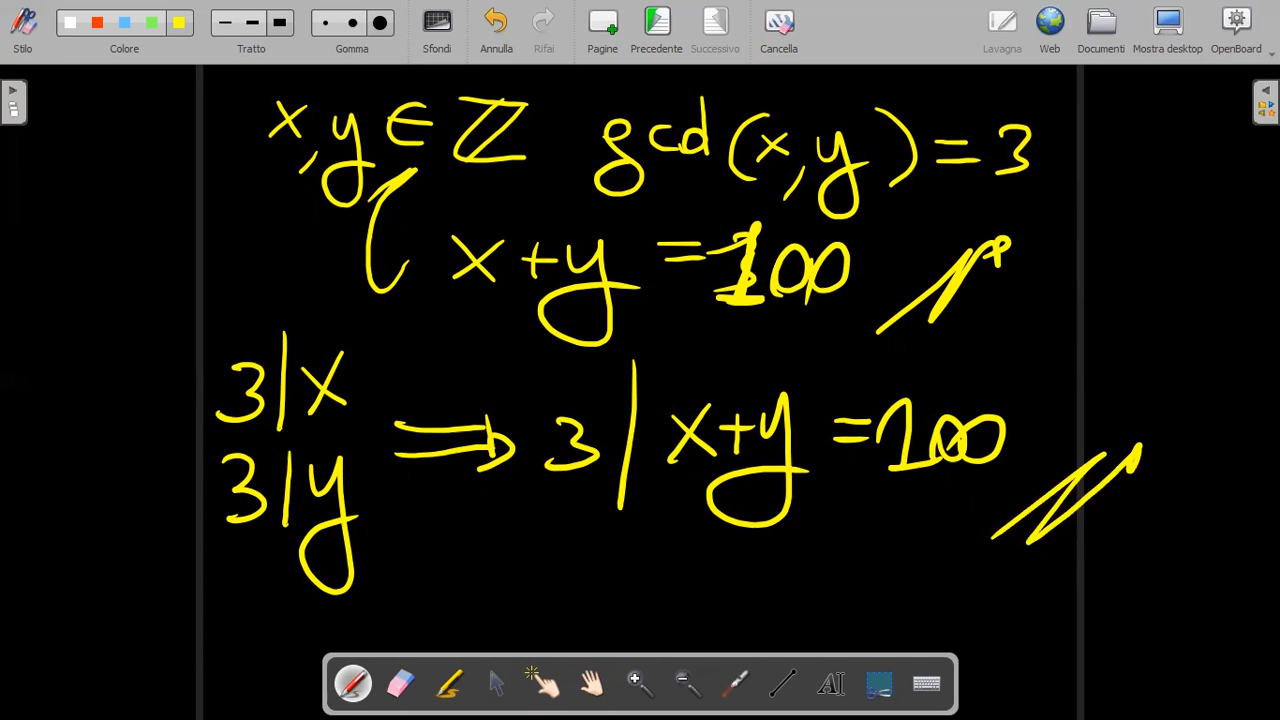 Stilo Colore Tratto Gomma Sfondi Annulla Rifai Pagine Precedente Successivo Cancella Lavagna Web Documenti Mostra desktop OpenBoard
x,y ∈ ℤ gcd(x,y) = 3
x+y = 100
3|x
⟹ 3 | x+y = 100
3|y
AI